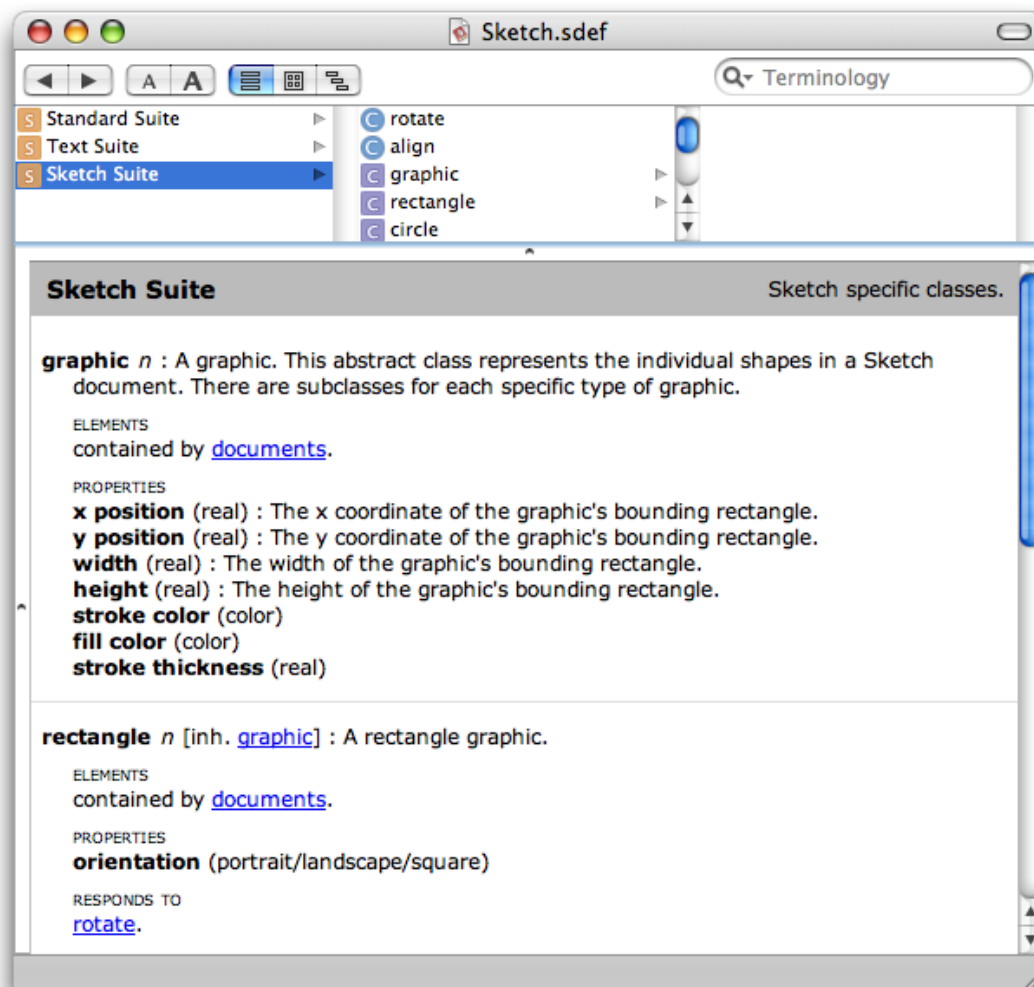 Sketch.sdef
A A Terminology
Standard Suite
Text Suite
Sketch Suite
rotate
align
graphic
rectangle
circle
Sketch Suite Sketch specific classes.
graphic n : A graphic. This abstract class represents the individual shapes in a Sketch
document. There are subclasses for each specific type of graphic.
ELEMENTS
contained by documents.
PROPERTIES
x position (real) : The x coordinate of the graphic's bounding rectangle.
y position (real) : The y coordinate of the graphic's bounding rectangle.
width (real) : The width of the graphic's bounding rectangle.
height (real) : The height of the graphic's bounding rectangle.
stroke color (color)
fill color (color)
stroke thickness (real)
rectangle n [inh. graphic] : A rectangle graphic.
ELEMENTS
contained by documents.
PROPERTIES
orientation (portrait/landscape/square)
RESPONDS TO
rotate.